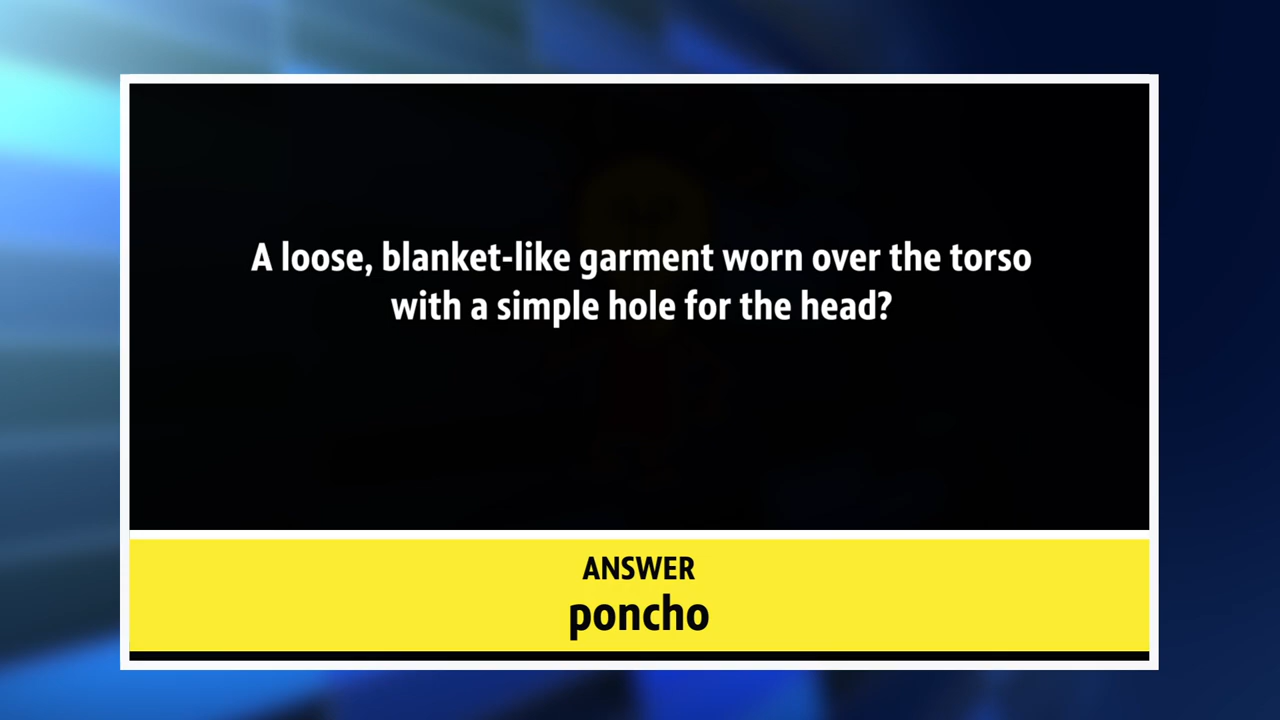 A loose, blanket-like garment worn over the torso
with a simple hole for the head?
ANSWER
poncho